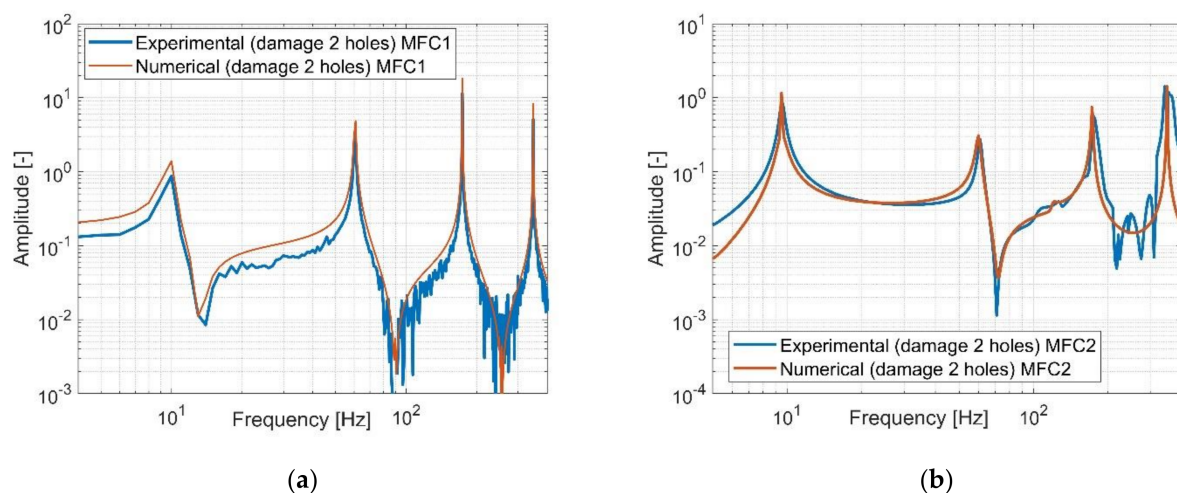 10^2
Experimental (damage 2 holes) MFC1
Numerical (damage 2 holes) MFC1
10^1
10^0
10^-1
10^-2
10^-3
Amplitude [-]
10^1
Frequency [Hz]
10^2
(a)
10^1
10^0
10^-1
10^-2
10^-3
10^-4
Amplitude [-]
Experimental (damage 2 holes) MFC2
Numerical (damage 2 holes) MFC2
10^1
Frequency [Hz]
10^2
(b)